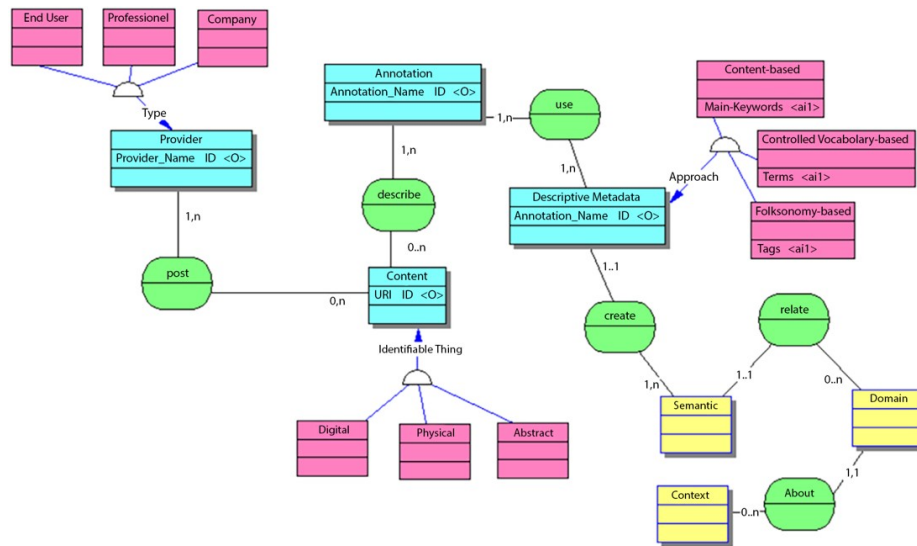 End User
Professionel
Company
Type
Provider
Provider_Name ID <O>
1,n
post
0,n
Annotation
Annotation_Name ID <O>
1,n
use
1,n
1,n
describe
0..n
Content
URI ID <O>
Identifiable Thing
Digital
Physical
Abstract
Content-based
Main-Keywords <ai1>
Controlled Vocabolary-based
Terms <ai1>
Approach
Folksonomy-based
Tags <ai1>
Descriptive Metadata
Annotation_Name ID <O>
1..1
create
1,n
relate
1..1
0..n
Semantic
Domain
1,1
About
0..n
Context